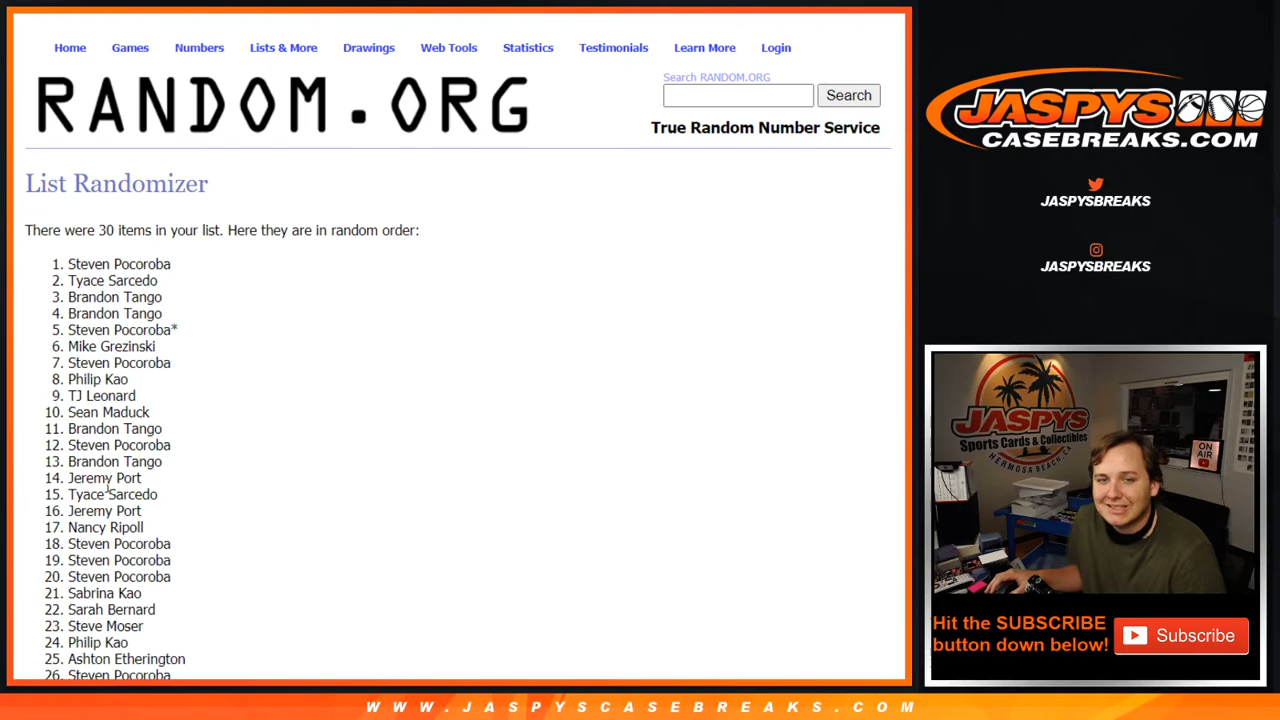 Home Games Numbers Lists & More Drawings Web Tools Statistics Testimonials Learn More Login
RANDOM.ORG
Search RANDOM.ORG
Search
True Random Number Service
List Randomizer
There were 30 items in your list. Here they are in random order:
1. Steven Pocoroba
2. Tyace Sarcedo
3. Brandon Tango
4. Brandon Tango
5. Steven Pocoroba*
6. Mike Grezinski
7. Steven Pocoroba
8. Philip Kao
9. TJ Leonard
10. Sean Maduck
11. Brandon Tango
12. Steven Pocoroba
13. Brandon Tango
14. Jeremy Port
15. Tyace Sarcedo
16. Jeremy Port
17. Nancy Ripoll
18. Steven Pocoroba
19. Steven Pocoroba
20. Steven Pocoroba
21. Sabrina Kao
22. Sarah Bernard
23. Steve Moser
24. Philip Kao
25. Ashton Etherington
26. Steven Pocoroba
JASPYS
CASEBREAKS.COM
JASPYSBREAKS
JASPYSBREAKS
JASPYS
Sports Cards & Collectibles
HERMOSA BEACH, CA
ON
AIR
Hit the SUBSCRIBE
button down below!
Subscribe
WWW.JASPYSCASEBREAKS.COM